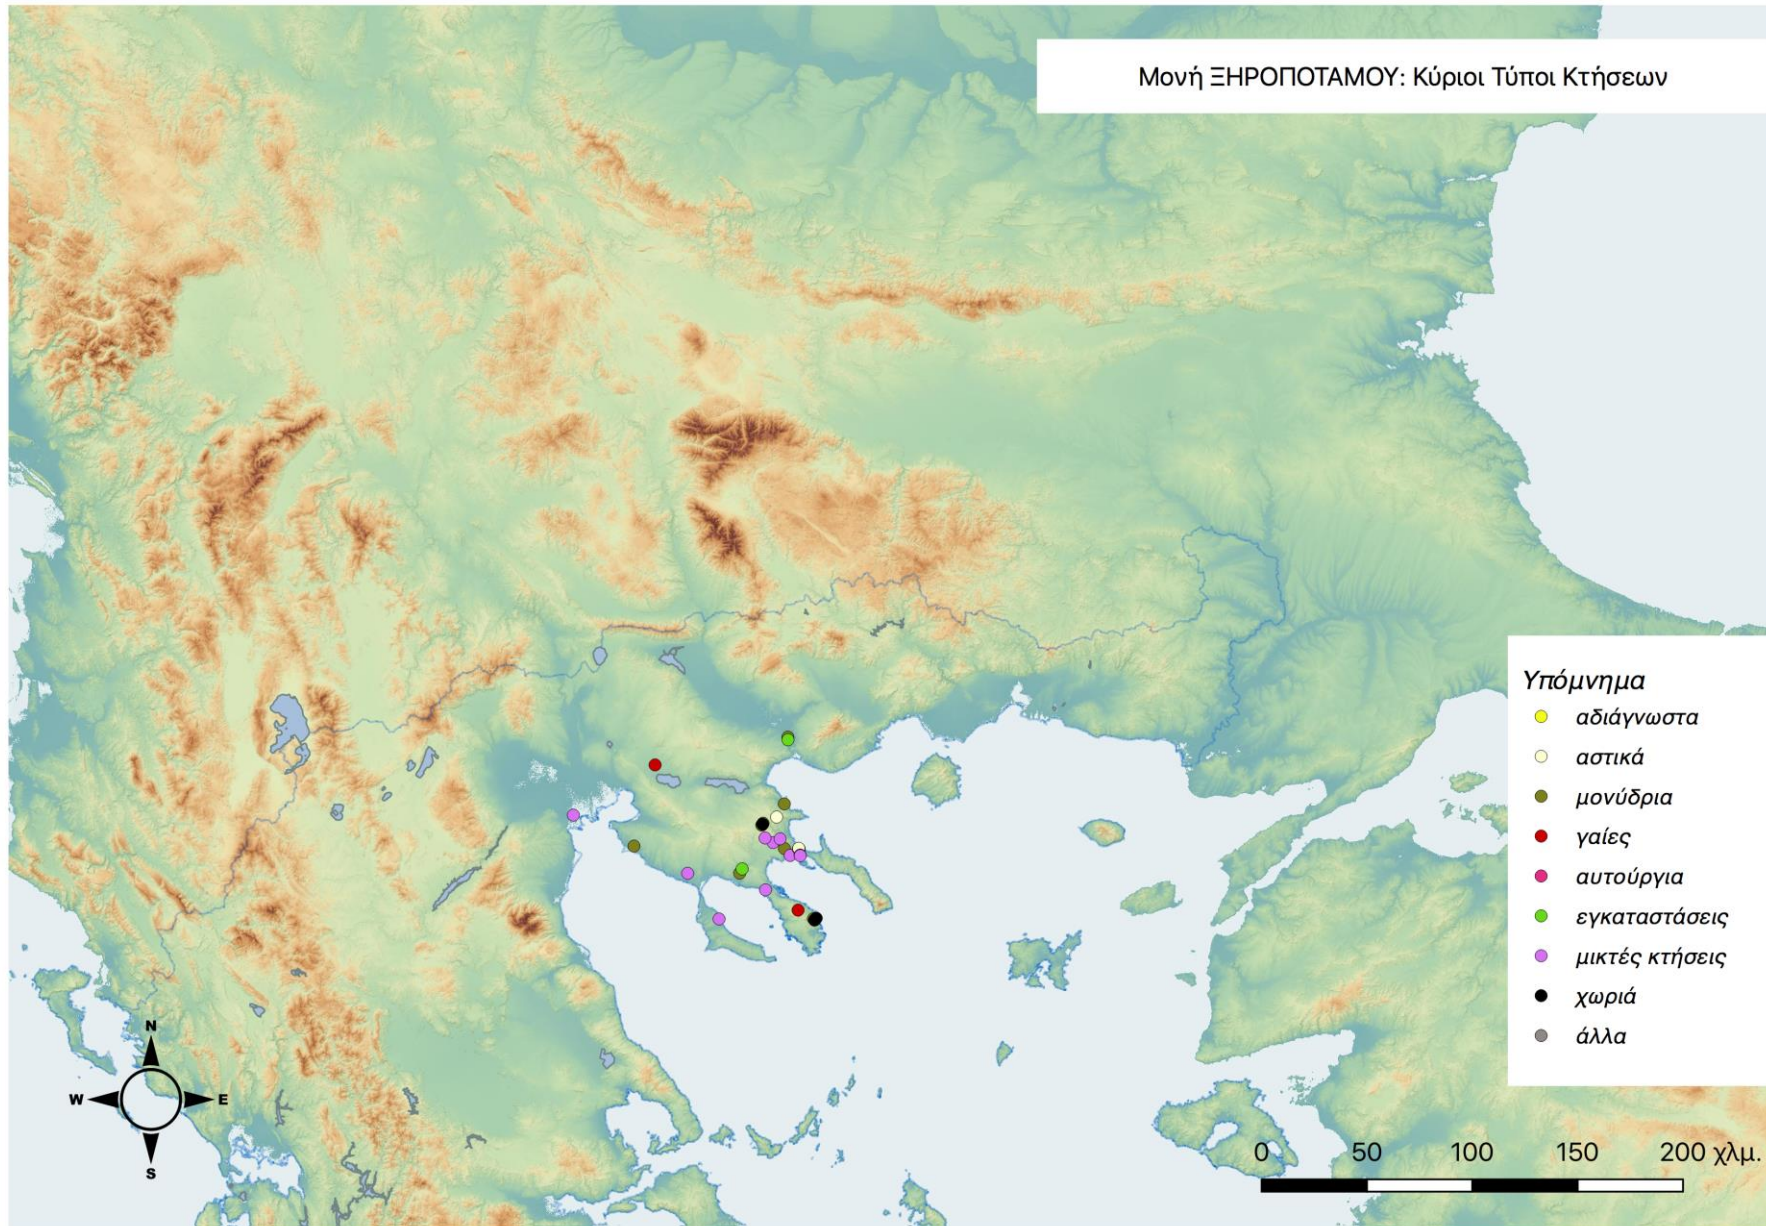 Μονή ΞΗΡΟΠΟΤΑΜΟΥ: Κύριοι Τύποι Κτήσεων
Υπόμνημα
αδιάγνωστα
αστικά
μονύδρια
γαίες
αυτούργια
εγκαταστάσεις
μικτές κτήσεις
χωριά
άλλα
N
W E
S
0 50 100 150 200 χλμ.